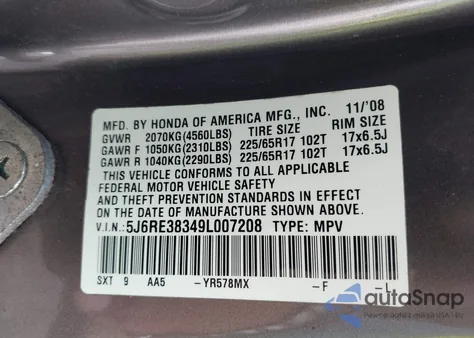 MFD. BY HONDA OF AMERICA MFG., INC. 11/'08
GVWR 2070KG(4560LBS) TIRE SIZE RIM SIZE
GAWR F 1050KG(2310LBS) 225/65R17 102T 17x6.5J
GAWR R 1040KG(2290LBS) 225/65R17 102T 17x6.5J
THIS VEHICLE CONFORMS TO ALL APPLICABLE
FEDERAL MOTOR VEHICLE SAFETY
AND THEFT PREVENTION STANDARDS IN EFFECT
ON THE DATE OF MANUFACTURE SHOWN ABOVE.
V.I.N.:5J6RE38349L007208 TYPE: MPV
SXT 9 AA5 -YR578MX -F -L
autoSnap